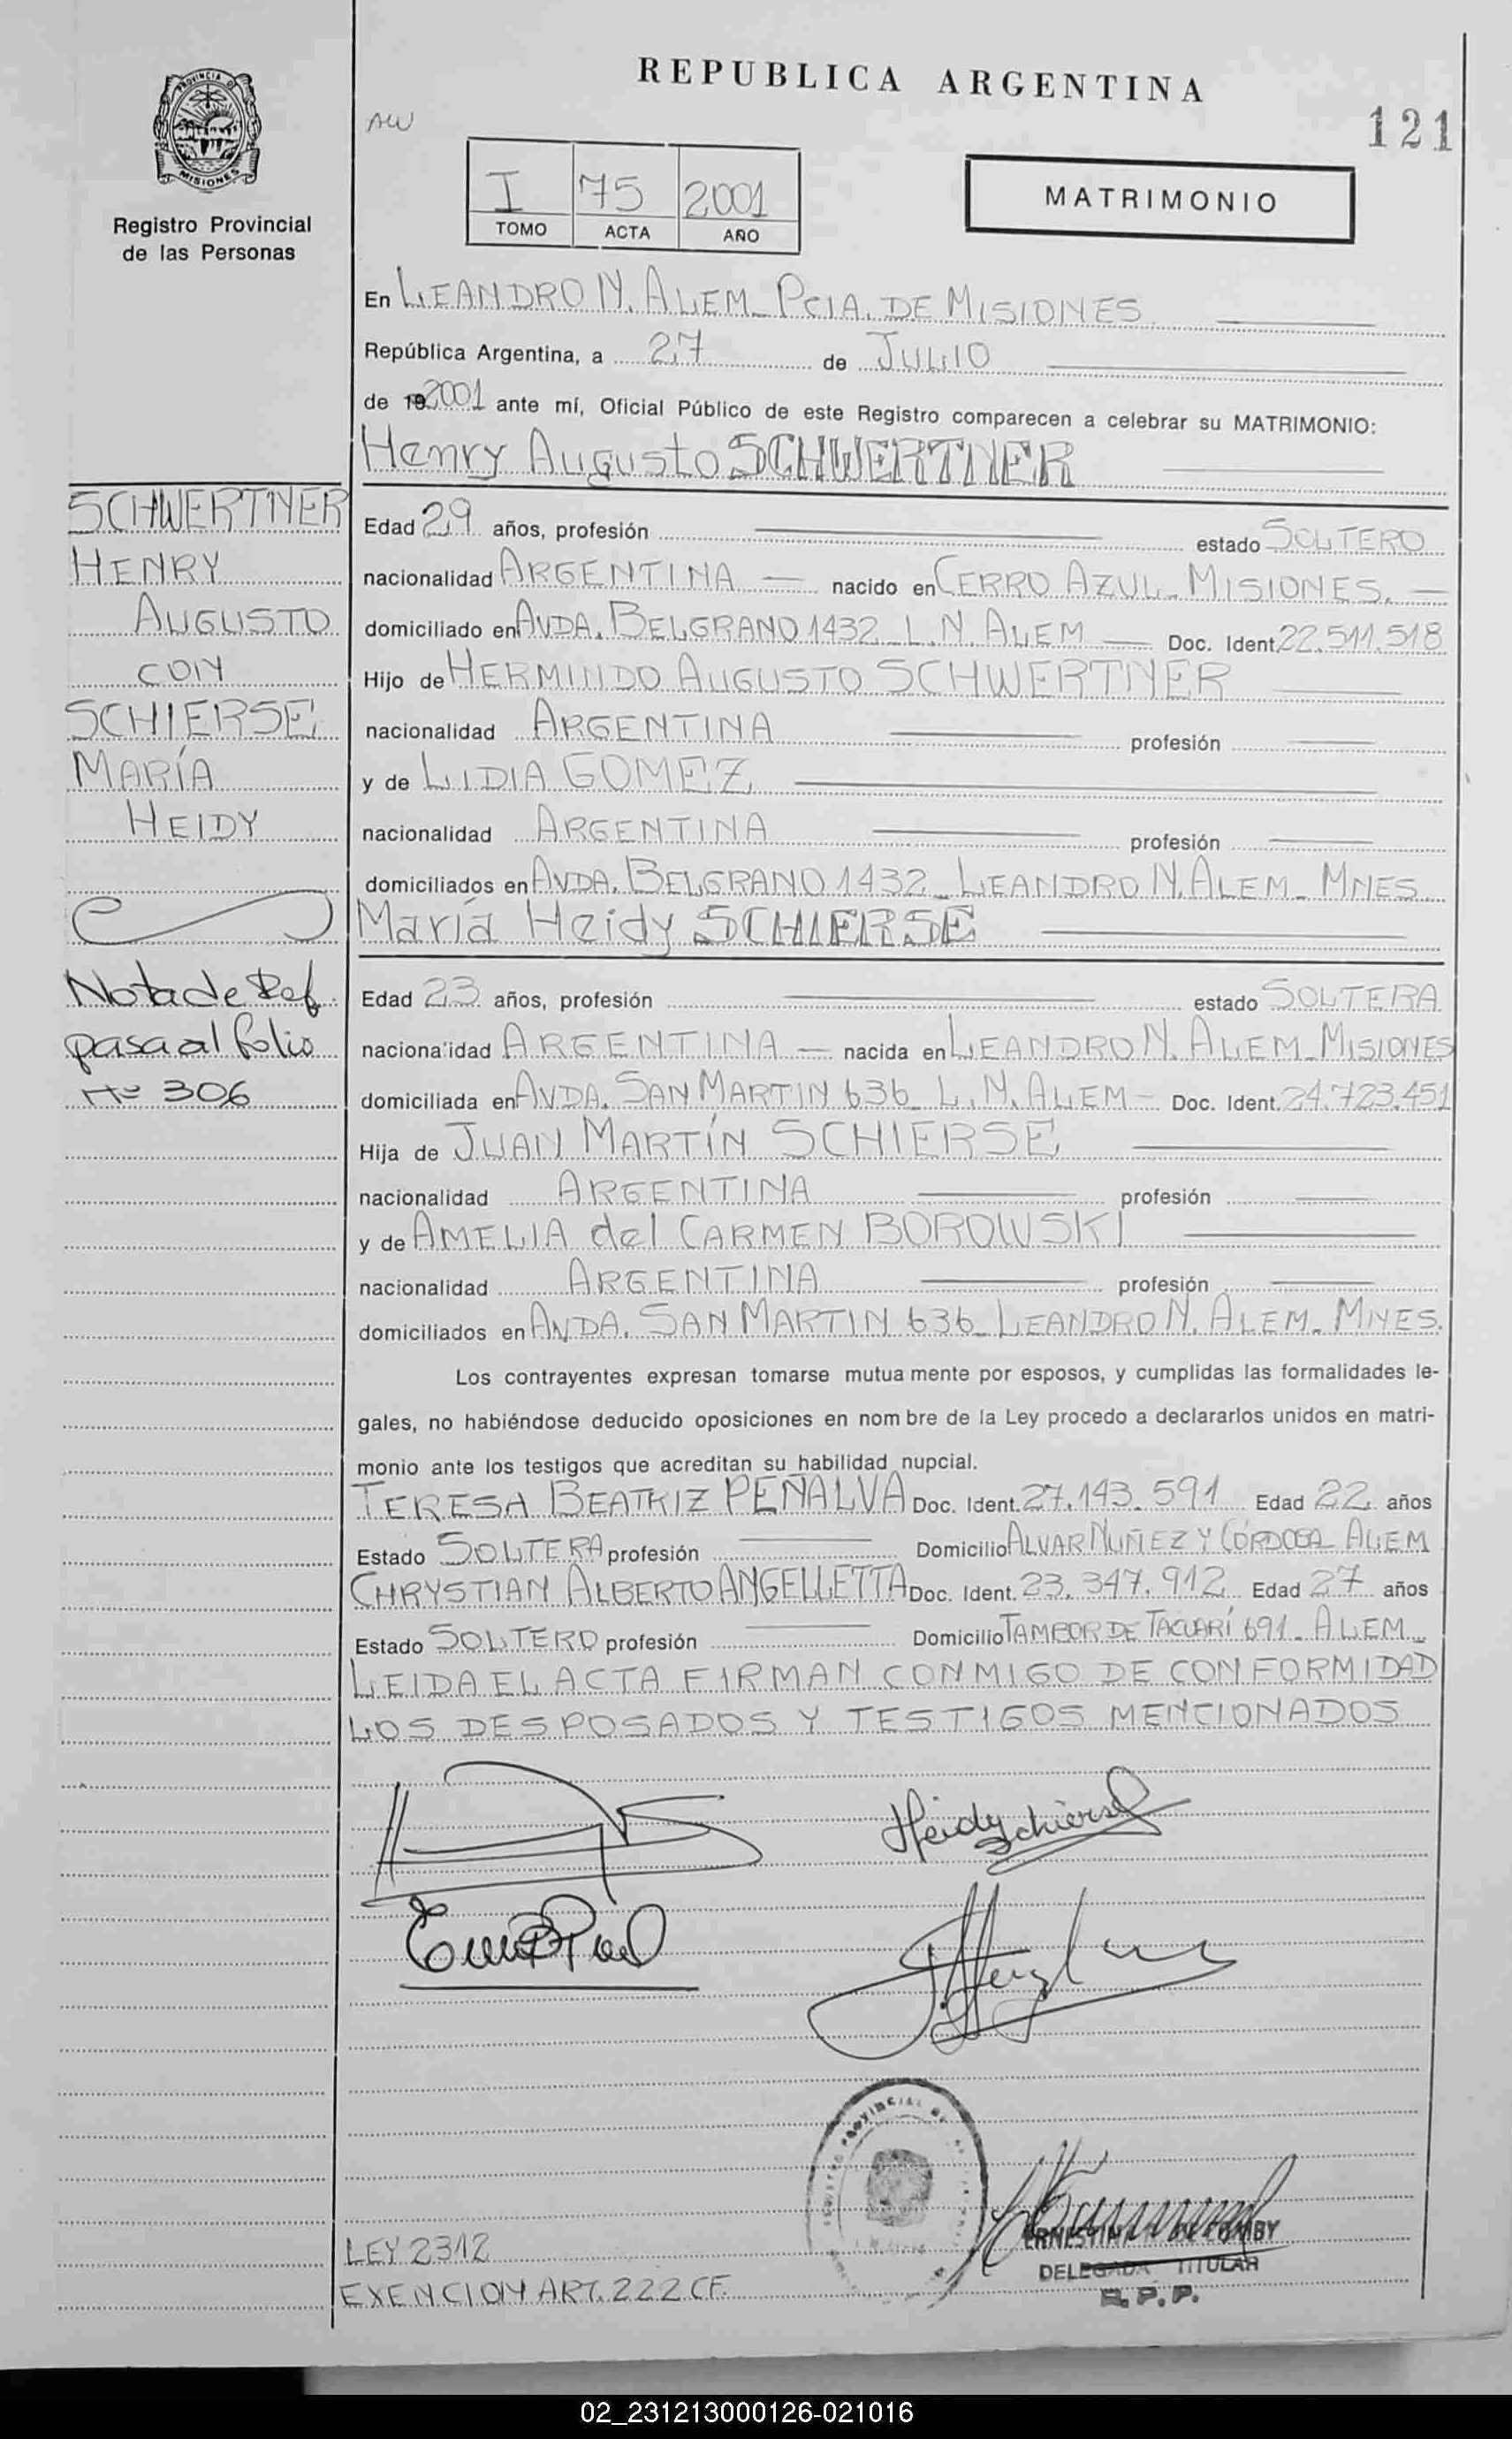 REPUBLICA ARGENTINA
121
PROVINCIA DE
MISIONES
Registro Provincial
de las Personas
AW
I 75 2001
TOMO ACTA AÑO
MATRIMONIO
En LEANDRO N. ALEM - PCIA. DE MISIONES
República Argentina, a 27 de JULIO
de 19 2001 ante mí, Oficial Público de este Registro comparecen a celebrar su MATRIMONIO:
Henry Augusto SCHWERTNER
Edad 29 años, profesión estado SOLTERO
nacionalidad ARGENTINA — nacido en CERRO AZUL - MISIONES. —
domiciliado en AVDA. BELGRANO 1432 - L.N. ALEM — Doc. Ident. 22.511.518
Hijo de HERMINDO AUGUSTO SCHWERTNER
nacionalidad ARGENTINA profesión
y de LIDIA GOMEZ
nacionalidad ARGENTINA profesión
domiciliados en AVDA. BELGRANO 1432 - LEANDRO N. ALEM - MNES.
María Heidy SCHIERSE
Edad 23 años, profesión estado SOLTERA
nacionalidad ARGENTINA — nacida en LEANDRO N. ALEM - MISIONES
domiciliada en AVDA. SAN MARTIN 636 - L.N. ALEM - Doc. Ident. 24.723.451
Hija de JUAN MARTÍN SCHIERSE
nacionalidad ARGENTINA profesión
y de AMELIA del CARMEN BOROWSKI
nacionalidad ARGENTINA profesión
domiciliados en AVDA. SAN MARTIN 636 - LEANDRO N. ALEM - MNES.
Los contrayentes expresan tomarse mutua mente por esposos, y cumplidas las formalidades le-
gales, no habiéndose deducido oposiciones en nom bre de la Ley procedo a declararlos unidos en matri-
monio ante los testigos que acreditan su habilidad nupcial.
TERESA BEATRIZ PEÑALVA Doc. Ident. 27.143.591 Edad 22 años
Estado SOLTERA profesión Domicilio ALVAR NUÑEZ Y CÓRDOBA - ALEM
CHRYSTIAN ALBERTO ANGELLETTA Doc. Ident. 23.347.912 Edad 27 años
Estado SOLTERO profesión Domicilio TAMBOR DE TACUARÍ 691 - ALEM -
LEIDA EL ACTA FIRMAN CONMIGO DE CONFORMIDAD
LOS DESPOSADOS Y TESTIGOS MENCIONADOS
Heidy Schierse
LEY 2312
EXENCION ART. 222 CF.
DELEGADA TITULAR
R. P. P.
SCHWERTNER
HENRY
AUGUSTO
CON
SCHIERSE,
MARÍA
HEIDY
Nota de Ref.
pasa al folio
Nº 306
02_231213000126-021016